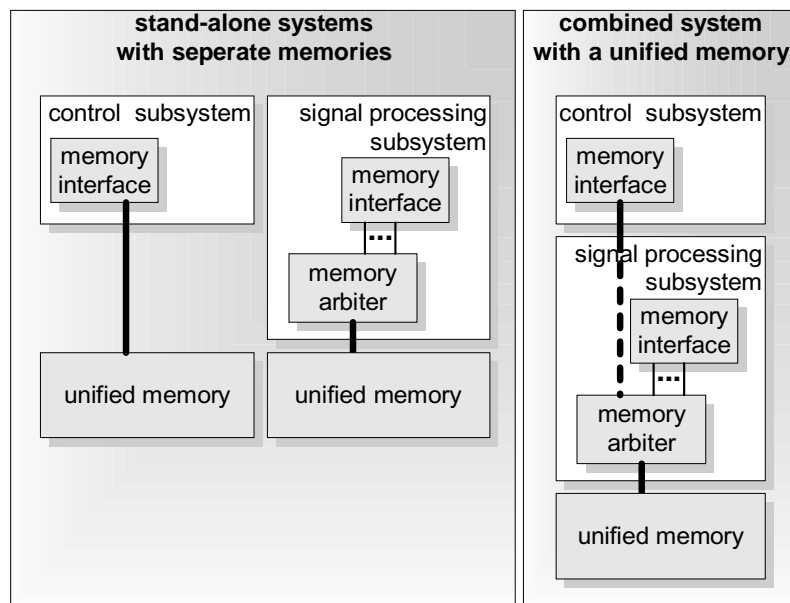 stand-alone systems
with seperate memories
control subsystem
memory
interface
unified memory
signal processing
subsystem
memory
interface
...
memory
arbiter
unified memory
combined system
with a unified memory
control subsystem
memory
interface
signal processing
subsystem
memory
interface
...
memory
arbiter
unified memory